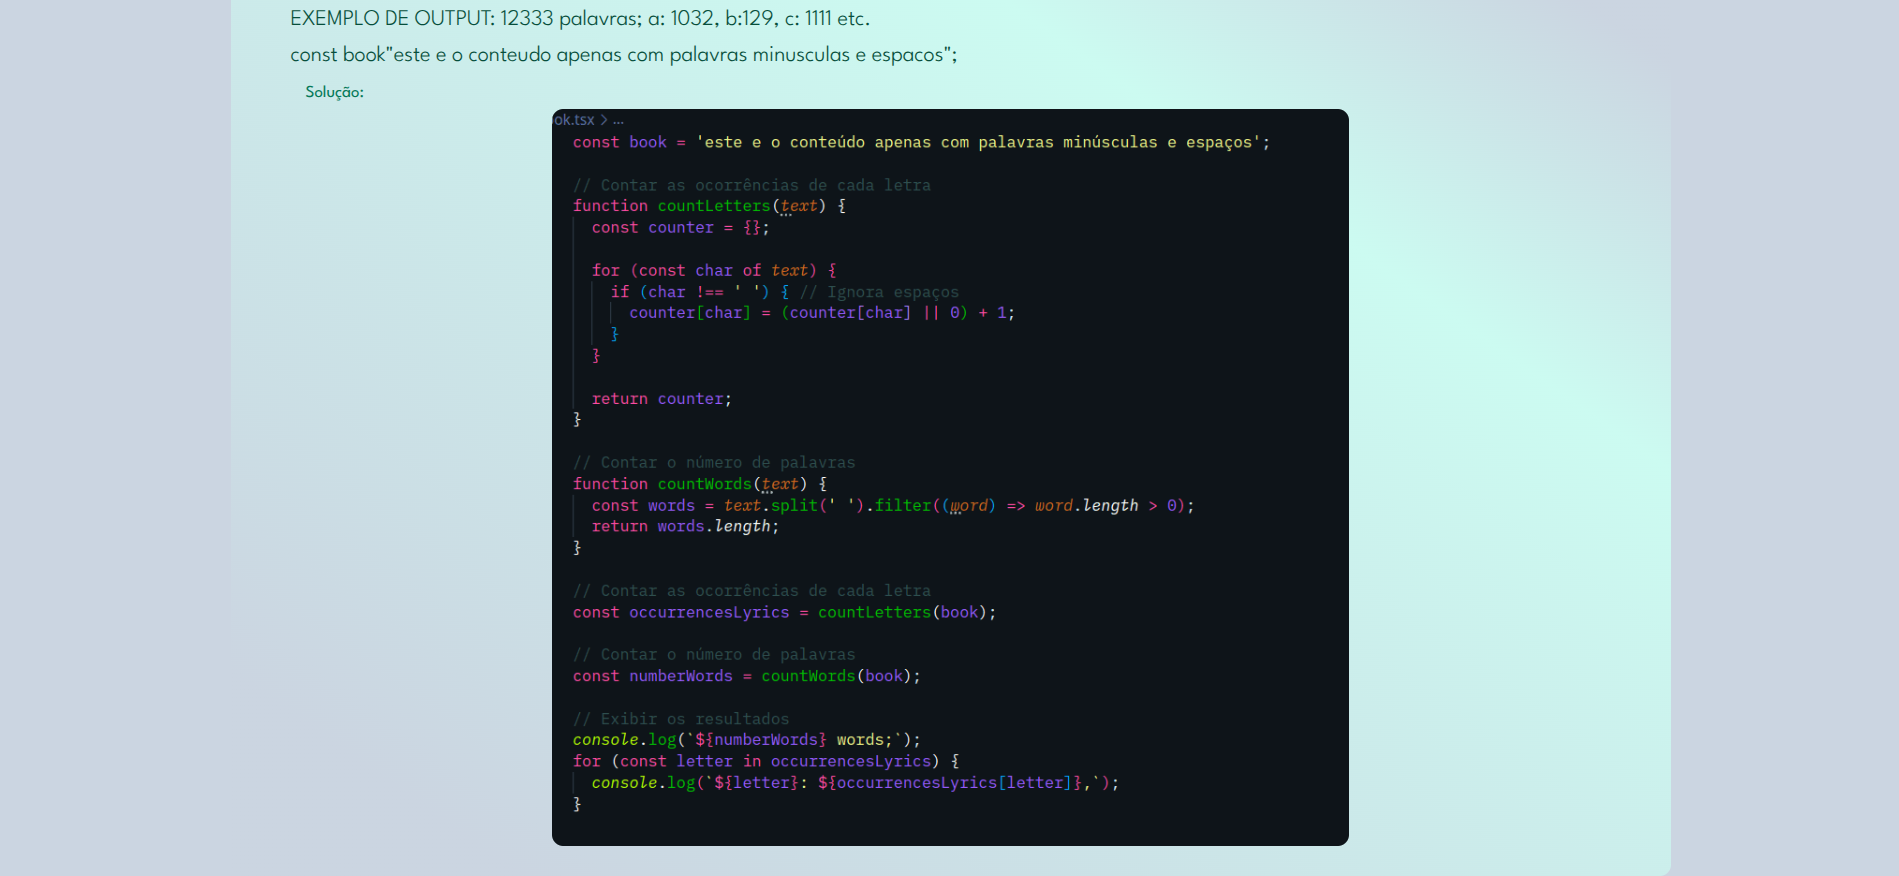 EXEMPLO DE OUTPUT: 12333 palavras; a: 1032, b:129, c: 1111 etc.
const book"este e o conteudo apenas com palavras minusculas e espacos";
Solução:
ok.tsx > ...
const book = 'este e o conteúdo apenas com palavras minúsculas e espaços';
// Contar as ocorrências de cada letra
function countLetters(text) {
const counter = {};
for (const char of text) {
if (char !== ' ') { // Ignora espaços
counter[char] = (counter[char] || 0) + 1;
}
}
return counter;
}
// Contar o número de palavras
function countWords(text) {
const words = text.split(' ').filter((word) => word.length > 0);
return words.length;
}
// Contar as ocorrências de cada letra
const occurrencesLyrics = countLetters(book);
// Contar o número de palavras
const numberWords = countWords(book);
// Exibir os resultados
console.log(`${numberWords} words;`);
for (const letter in occurrencesLyrics) {
console.log(`${letter}: ${occurrencesLyrics[letter]},`);
}